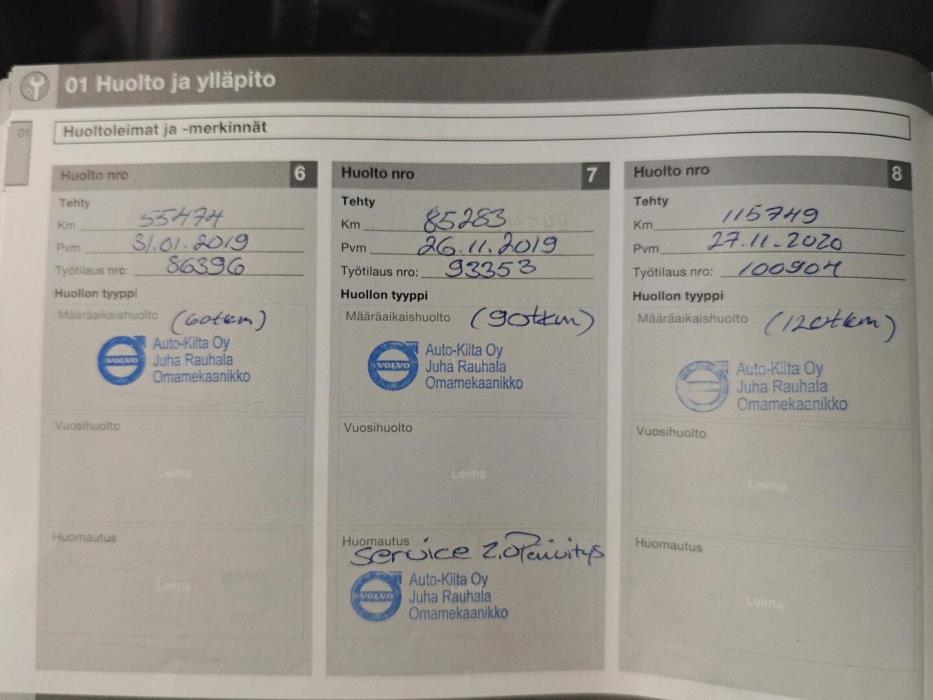 01 Huolto ja ylläpito
01
Huoltoleimat ja -merkinnät
Huolto nro 6
Tehty
Km 55474
Pvm 31.01.2019
Työtilaus nro: 86396
Huollon tyyppi
Määräaikaishuolto (60tkm)
VOLVO
Auto-Kilta Oy
Juha Rauhala
Omamekaanikko
Vuosihuolto
Leima
Huomautus
Leima
Huolto nro 7
Tehty
Km 85283
Pvm 26.11.2019
Työtilaus nro: 93353
Huollon tyyppi
Määräaikaishuolto (90tkm)
VOLVO
Auto-Kilta Oy
Juha Rauhala
Omamekaanikko
Vuosihuolto
Leima
Huomautus
Service 2.0 Päivitys
VOLVO
Auto-Kilta Oy
Juha Rauhala
Omamekaanikko
Huolto nro 8
Tehty
Km 115749
Pvm 27.11.2020
Työtilaus nro: 100904
Huollon tyyppi
Määräaikaishuolto (120tkm)
Auto-Kilta Oy
Juha Rauhala
Omamekaanikko
Vuosihuolto
Leima
Huomautus
Leima